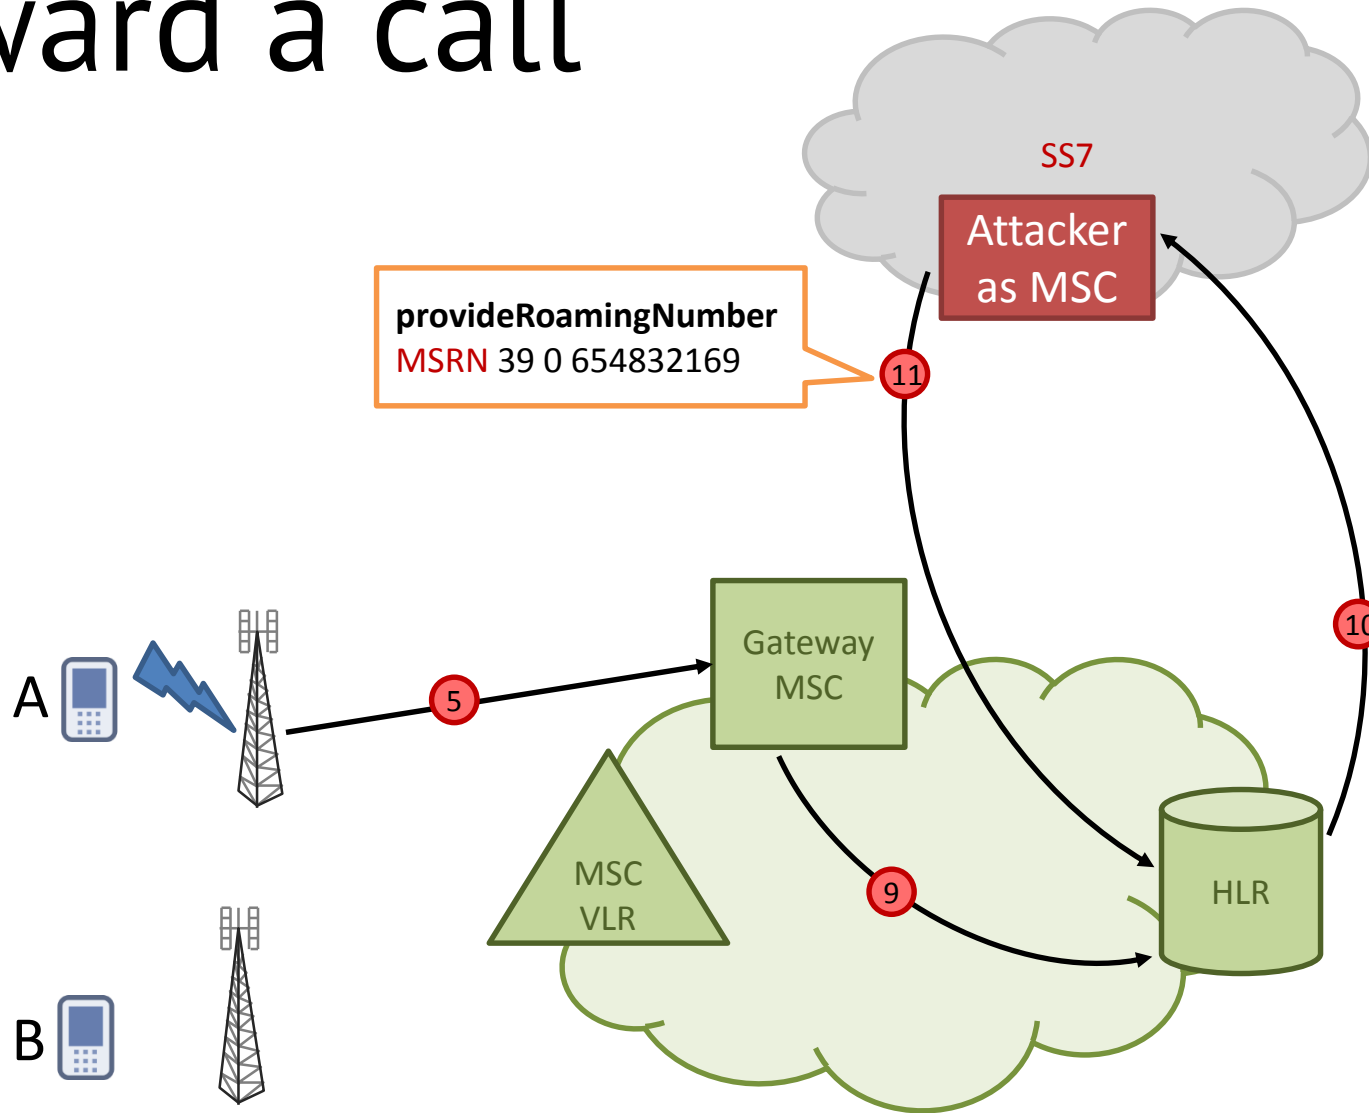 ward a call
SS7
Attacker
as MSC
provideRoamingNumber
MSRN 39 0 654832169
11
10
Gateway
MSC
5
A
MSC
VLR
9
HLR
B